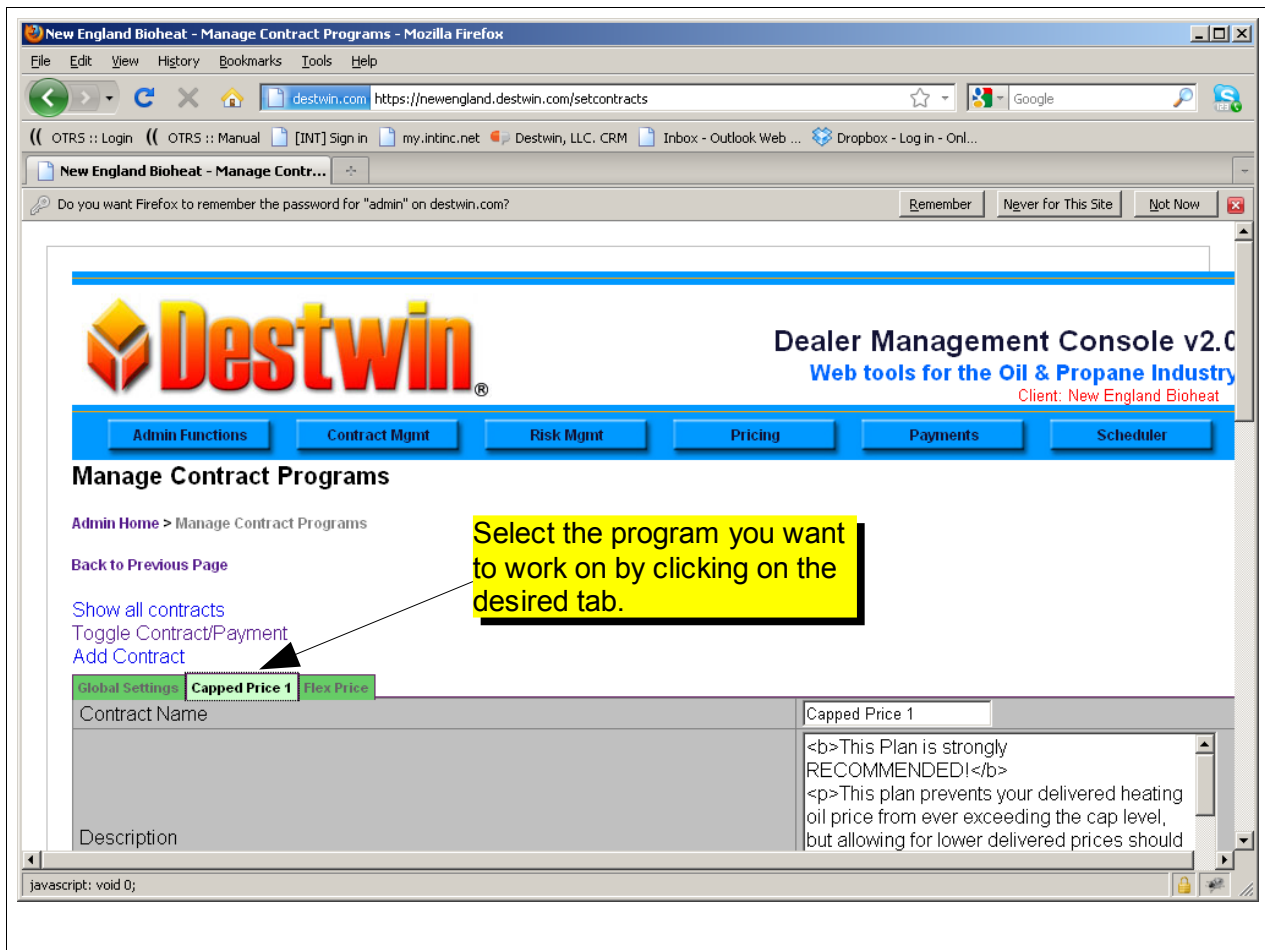 New England Bioheat - Manage Contract Programs - Mozilla Firefox
File Edit View History Bookmarks Tools Help
destwin.com https://newengland.destwin.com/setcontracts Google
OTRS :: Login OTRS :: Manual [INT] Sign in my.intinc.net Destwin, LLC. CRM Inbox - Outlook Web ... Dropbox - Log in - Onl...
New England Bioheat - Manage Contr...
Do you want Firefox to remember the password for "admin" on destwin.com? Remember Never for This Site Not Now
Destwin®
Dealer Management Console v2.0
Web tools for the Oil & Propane Industry
Client: New England Bioheat
Admin Functions Contract Mgmt Risk Mgmt Pricing Payments Scheduler
Manage Contract Programs
Admin Home > Manage Contract Programs
Back to Previous Page
Select the program you want
to work on by clicking on the
desired tab.
Show all contracts
Toggle Contract/Payment
Add Contract
Global Settings Capped Price 1 Flex Price
Contract Name Capped Price 1
Description
<b>This Plan is strongly
RECOMMENDED!</b>
<p>This plan prevents your delivered heating
oil price from ever exceeding the cap level,
but allowing for lower delivered prices should
javascript: void 0;